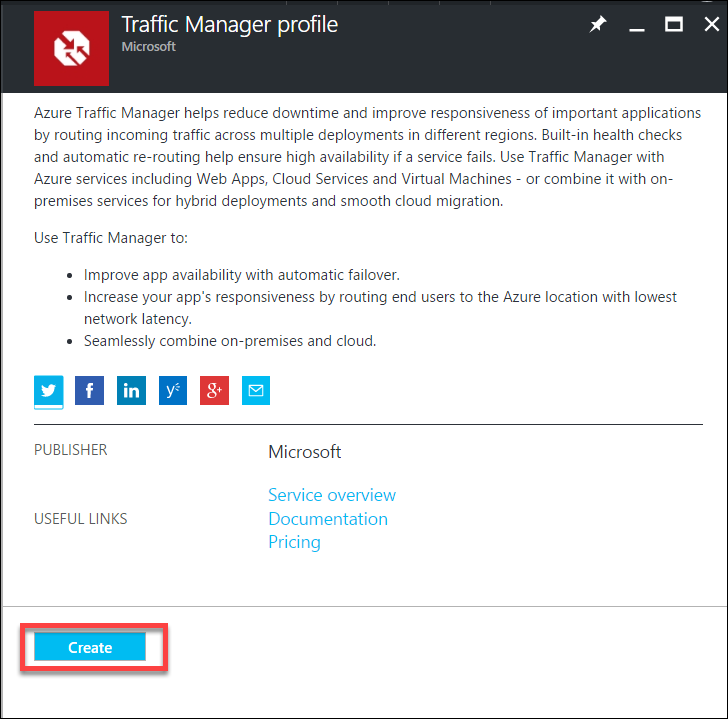 Traffic Manager profile
Microsoft
Azure Traffic Manager helps reduce downtime and improve responsiveness of important applications
by routing incoming traffic across multiple deployments in different regions. Built-in health checks
and automatic re-routing help ensure high availability if a service fails. Use Traffic Manager with
Azure services including Web Apps, Cloud Services and Virtual Machines - or combine it with on-
premises services for hybrid deployments and smooth cloud migration.
Use Traffic Manager to:
• Improve app availability with automatic failover.
• Increase your app's responsiveness by routing end users to the Azure location with lowest
network latency.
• Seamlessly combine on-premises and cloud.
f in y g+
PUBLISHER Microsoft
Service overview
USEFUL LINKS Documentation
Pricing
Create